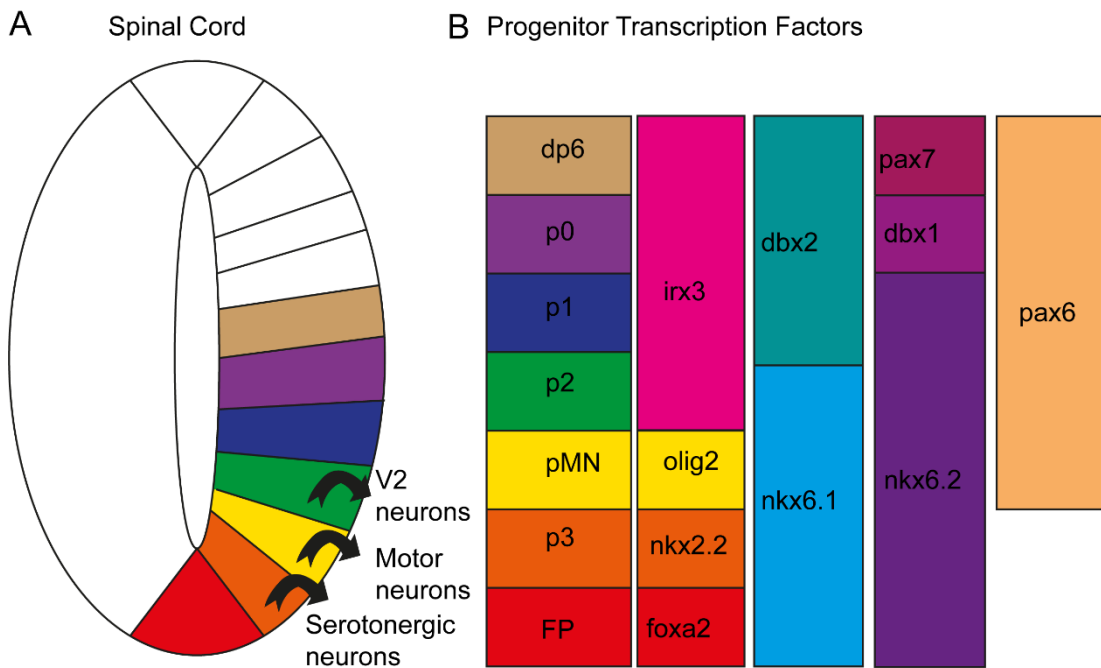 A
Spinal Cord
V2
neurons
Motor
neurons
Serotonergic
neurons
B
Progenitor Transcription Factors
dp6
p0
p1
p2
pMN
p3
FP
irx3
olig2
nkx2.2
foxa2
dbx2
nkx6.1
pax7
dbx1
nkx6.2
pax6